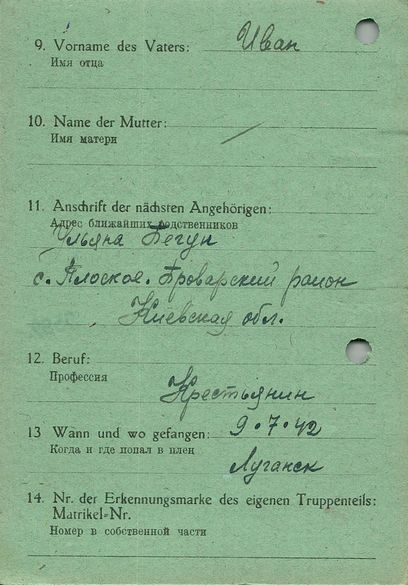 9. Vorname des Vaters: Иван
Имя отца
10. Name der Mutter:
Имя матери
11. Anschrift der nächsten Angehörigen:
Адрес ближайших родственников
Ульяна Бегун
с. Плоское. Броварский район
Киевская обл.
12. Beruf:
Профессия
Крестьянин
13 Wann und wo gefangen: 9.7.42
Когда и где попал в плен
Луганск
14. Nr. der Erkennungsmarke des eigenen Truppenteils:
Matrikel-Nr.
Номер в собственной части